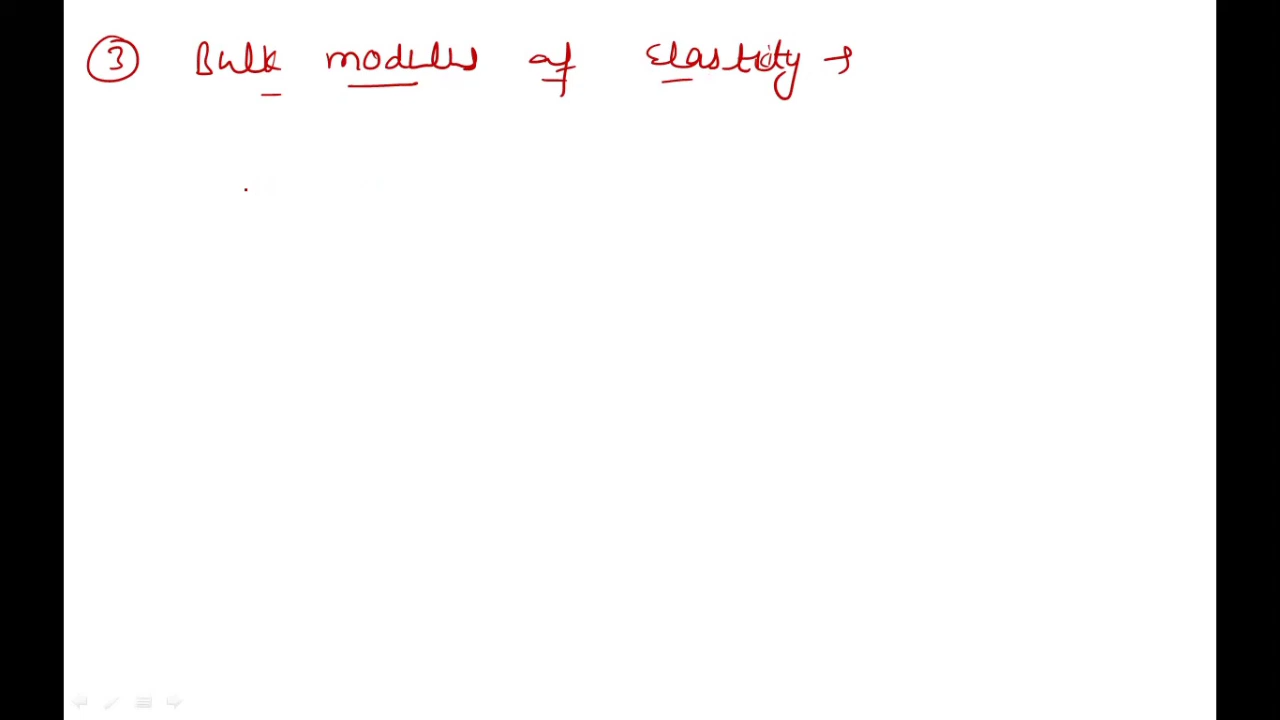 ③ Bulk modulus of Elasticity →